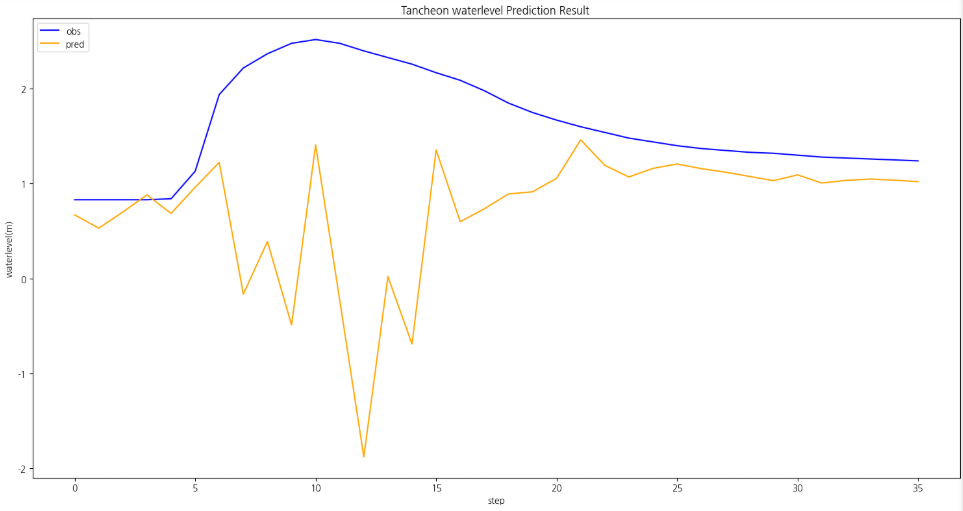 Tancheon waterlevel Prediction Result
obs
pred
waterlevel(m)
2
1
0
-1
-2
0 5 10 15 20 25 30 35
step